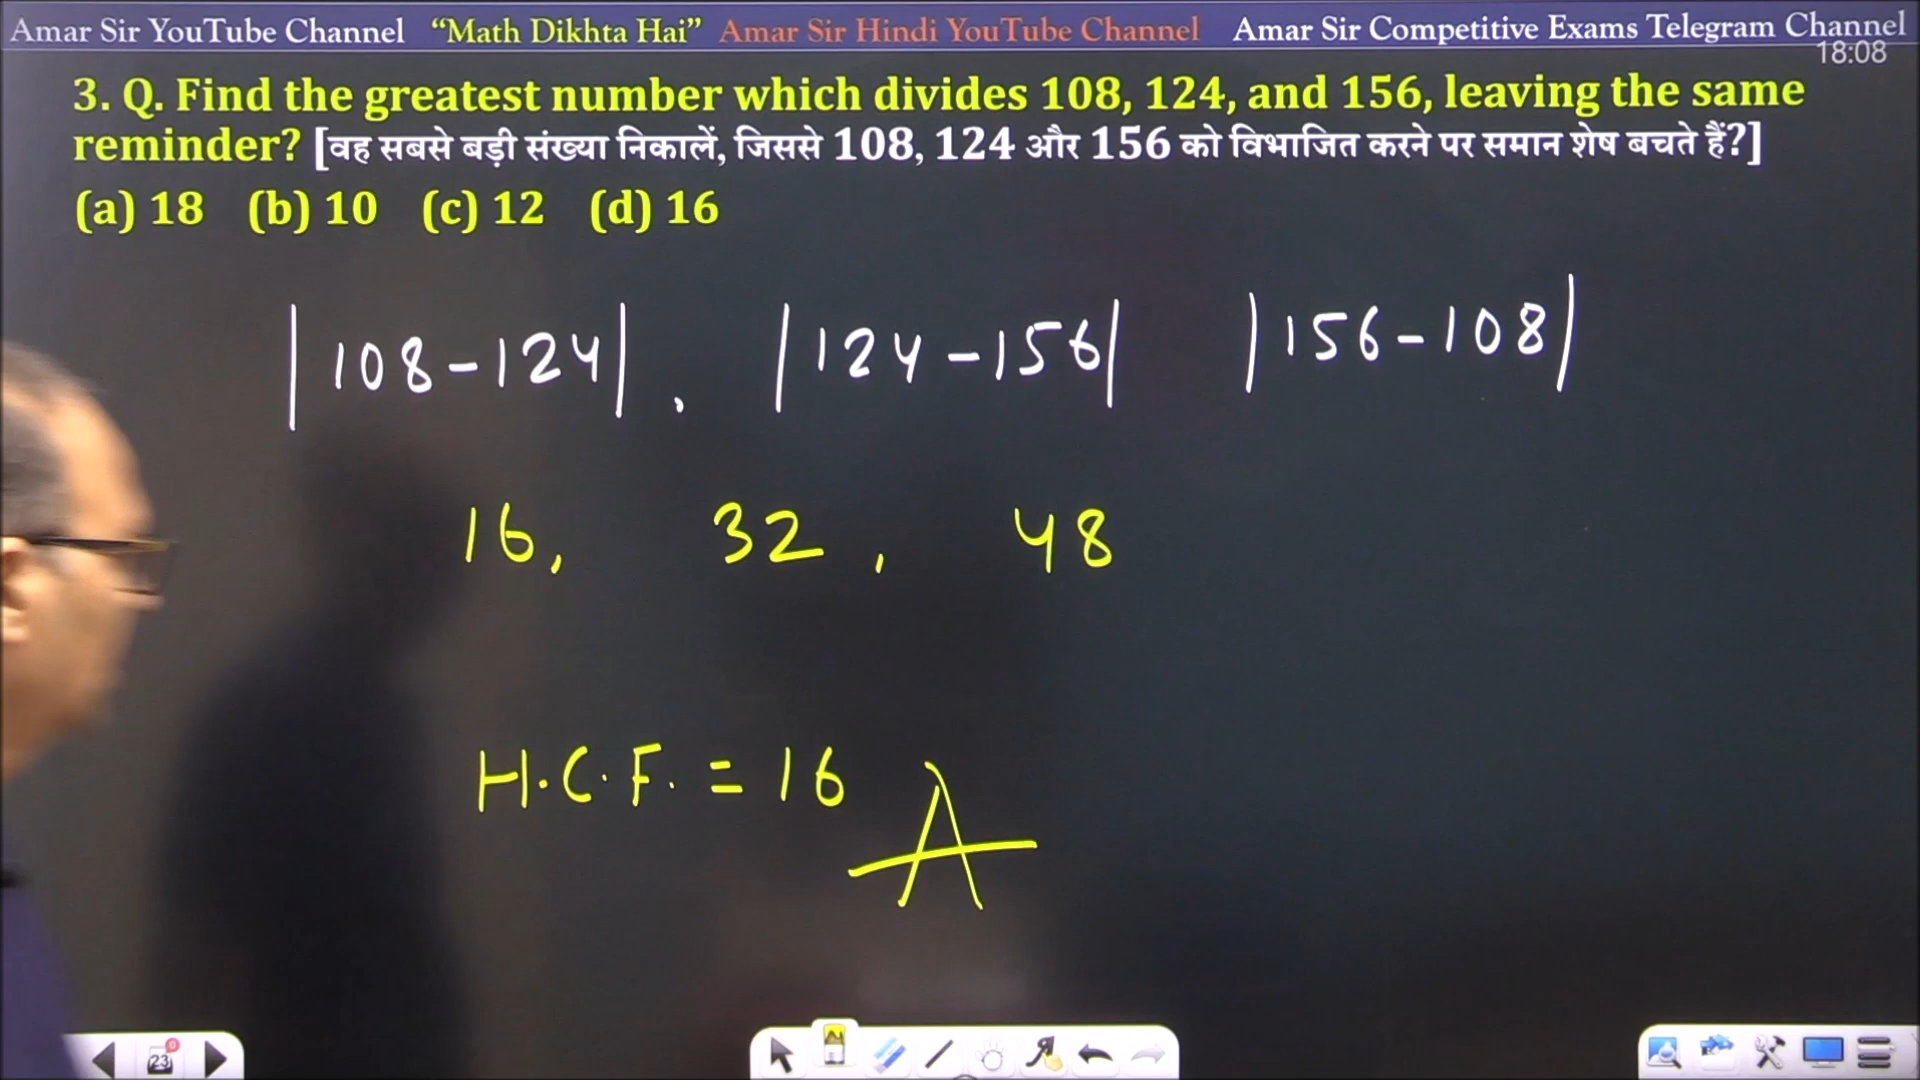 Amar Sir YouTube Channel "Math Dikhta Hai" Amar Sir Hindi YouTube Channel Amar Sir Competitive Exams Telegram Channel
18:08
3. Q. Find the greatest number which divides 108, 124, and 156, leaving the same
reminder? [वह सबसे बड़ी संख्या निकालें, जिससे 108, 124 और 156 को विभाजित करने पर समान शेष बचते हैं?]
(a) 18 (b) 10 (c) 12 (d) 16
|108-124|, |124-156| |156-108|
16, 32, 48
H.C.F. = 16 A
23 0